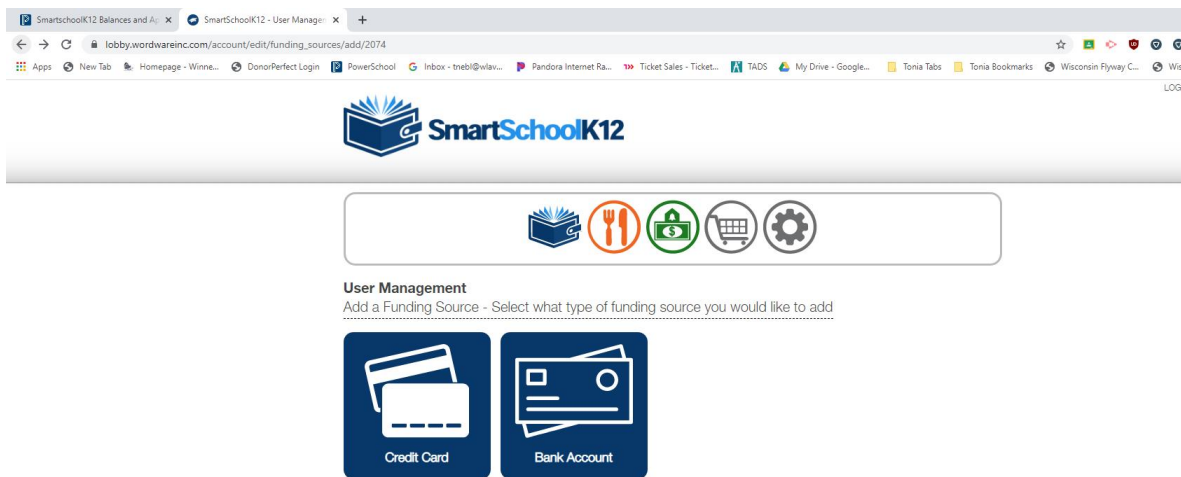 SmartschoolK12 Balances and Ap
SmartSchoolK12 - User Manager
lobby.wordwareinc.com/account/edit/funding_sources/add/2074
Apps New Tab Homepage - Winne... DonorPerfect Login PowerSchool Inbox - tnebl@wlav... Pandora Internet Ra... Ticket Sales - Ticket... TADS My Drive - Google... Tonia Tabs Tonia Bookmarks Wisconsin Flyway C... Wis
LOG
SmartSchoolK12
User Management
Add a Funding Source - Select what type of funding source you would like to add
Credit Card Bank Account